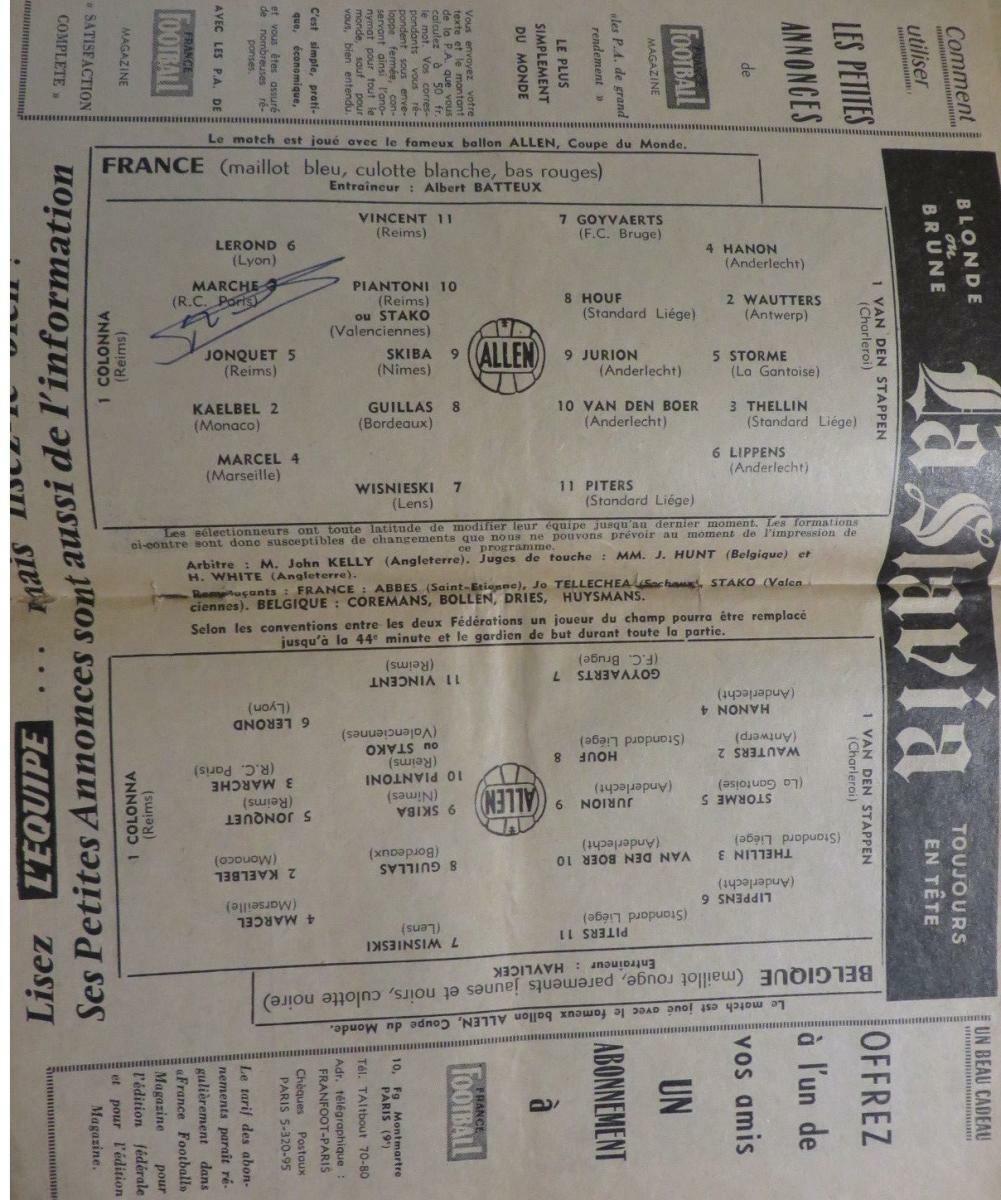 Comment
utiliser
LES PETITES
ANNONCES
de
FRANCE
FOOTBALL
MAGAZINE
«les P.A. de grand
rendement »
LE PLUS
SIMPLEMENT
DU MONDE
Vous envoyez votre
texte et le montant
de la P.A. que vous
calculez à 50 fr.
le mot. Vos corres-
pondants vous ré-
pondent sous enve-
loppe fermée, con-
servant ainsi l'ano-
nymat pour tout le
monde sauf pour
vous, bien entendu.
C'est simple, prati-
que, économique,
et vous êtes assuré
de nombreuses ré-
ponses.
AVEC LES P.A. DE
FRANCE
FOOTBALL
MAGAZINE
« SATISFACTION
COMPLETE »
Le match est joué avec le fameux ballon ALLEN, Coupe du Monde.
FRANCE (maillot bleu, culotte blanche, bas rouges)
Entraîneur : Albert BATTEUX
VINCENT 11
(Reims)
7 GOYVAERTS
(F.C. Bruge)
LEROND 6
(Lyon)
4 HANON
(Anderlecht)
MARCHE 3
(R.C. Paris)
PIANTONI 10
(Reims)
ou STAKO
(Valenciennes)
8 HOUF
(Standard Liége)
2 WAUTTERS
(Antwerp)
1 COLONNA
(Reims)
JONQUET 5
(Reims)
SKIBA 9
(Nîmes)
ALLEN
9 JURION
(Anderlecht)
5 STORME
(La Gantoise)
1 VAN DEN STAPPEN
(Charleroi)
KAELBEL 2
(Monaco)
GUILLAS 8
(Bordeaux)
10 VAN DEN BOER
(Anderlecht)
3 THELLIN
(Standard Liége)
MARCEL 4
(Marseille)
6 LIPPENS
(Anderlecht)
WISNIESKI 7
(Lens)
11 PITERS
(Standard Liége)
Les sélectionneurs ont toute latitude de modifier leur équipe jusqu'au dernier moment. Les formations
ci-contre sont donc susceptibles de changements que nous ne pouvons prévoir au moment de l'impression de
ce programme.
Arbitre : M. John KELLY (Angleterre). Juges de touche : MM. J. HUNT (Belgique) et
H. WHITE (Angleterre).
Remplaçants : FRANCE : ABBES (Saint-Etienne), Jo TELLECHEA (Sochaux), STAKO (Valen
ciennes). BELGIQUE : COREMANS, BOLLEN, DRIES, HUYSMANS.
Selon les conventions entre les deux Fédérations un joueur du champ pourra être remplacé
jusqu'à la 44e minute et le gardien de but durant toute la partie.
Le match est joué avec le fameux ballon ALLEN, Coupe du Monde.
BELGIQUE (maillot rouge, parements jaunes et noirs, culotte noire)
Entraîneur : HAVLICEK
PITERS 11
(Standard Liége)
7 WISNIESKI
(Lens)
LIPPENS 6
(Anderlecht)
4 MARCEL
(Marseille)
THELLIN 3
(Standard Liége)
VAN DEN BOER 10
(Anderlecht)
8 GUILLAS
(Bordeaux)
2 KAELBEL
(Monaco)
1 VAN DEN STAPPEN
(Charleroi)
STORME 5
(La Gantoise)
JURION 9
(Anderlecht)
ALLEN
9 SKIBA
(Nîmes)
5 JONQUET
(Reims)
1 COLONNA
(Reims)
WAUTERS 2
(Antwerp)
HOUF 8
(Standard Liége)
10 PIANTONI
(Reims)
ou STAKO
(Valenciennes)
3 MARCHE
(R.C. Paris)
HANON 4
(Anderlecht)
6 LEROND
(Lyon)
GOYVAERTS 7
(F.C. Bruge)
11 VINCENT
(Reims)
BLONDE
ou
BRUNE
La Slavia
TOUJOURS
EN TÊTE
Lisez L'EQUIPE ... mais
Ses Petites Annonces sont aussi de l'information
UN BEAU CADEAU
OFFREZ
à l'un de
vos amis
UN
ABONNEMENT
à
FRANCE
FOOTBALL
10, Fg Montmartre
PARIS (9e)
Tél. TAItbout 70-80
Adr. télégraphique :
FRANFOOT-PARIS
Chèques Postaux
PARIS 5-320-95
Le tarif des abon-
nements paraît ré-
gulièrement dans
«France Football»
Magazine pour
l'édition fédérale
et pour l'édition
Magazine.